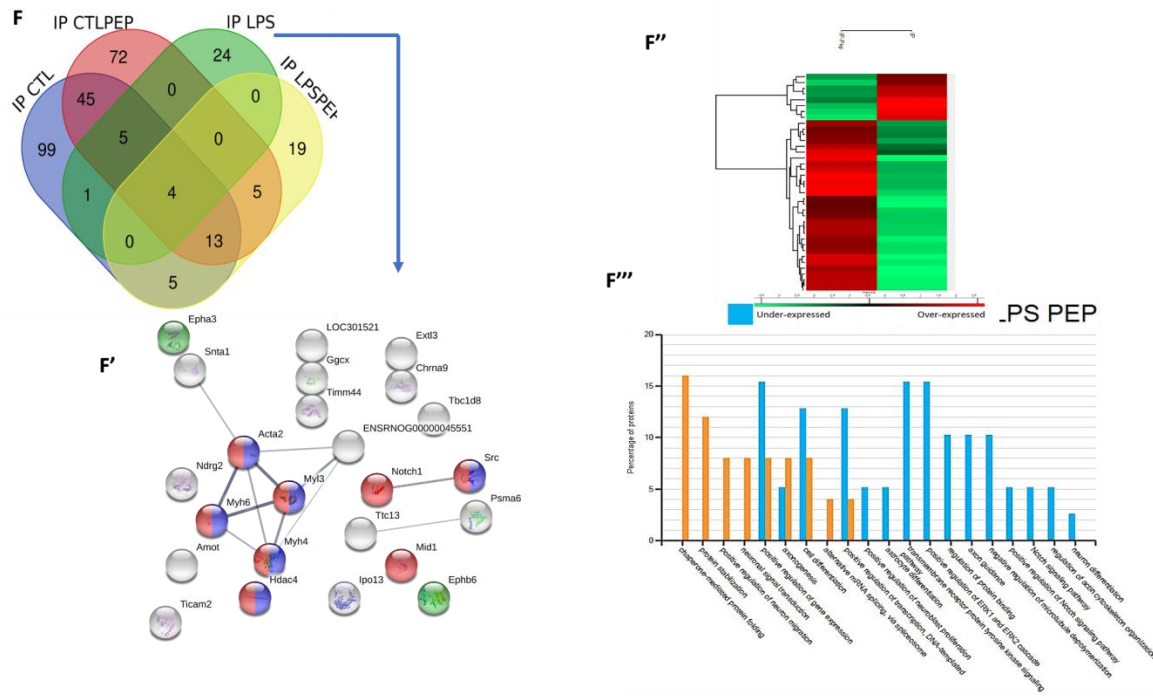 F
IP CTLPEP
IP LPS
IP CTL
IP LPSPEP
72
24
45
0
0
99
5
0
19
1
4
5
0
13
5
F'
Epha3
LOC301521
Extl3
Snta1
Ggcx
Chrna9
Timm44
Tbc1d8
ENSRNOG00000045551
Acta2
Ndrg2
Notch1
Src
Myl3
Myh6
Psma6
Ttc13
Amot
Myh4
Mid1
Hdac4
Ipo13
Ephb6
Ticam2
F''
F'''
Under-expressed
Over-expressed
LPS PEP
20
15
10
5
0
Percentage of proteins
chaperone-mediated protein folding
protein stabilization
positive regulation of neuron migration
neuronal signal transduction
positive regulation of gene expression
axonogenesis
cell differentiation
alternative mRNA splicing, via spliceosome
positive regulation of transcription, DNA-templated
positive regulation of neuroblast proliferation
astrocyte differentiation
transmembrane receptor protein tyrosine kinase signaling
pathway
positive regulation of ERK1 and ERK2 cascade
regulation of protein binding
axon guidance
negative regulation of microtubule depolymerization
positive regulation of Notch signaling pathway
Notch signaling pathway
regulation of actin cytoskeleton organization
neuron differentiation